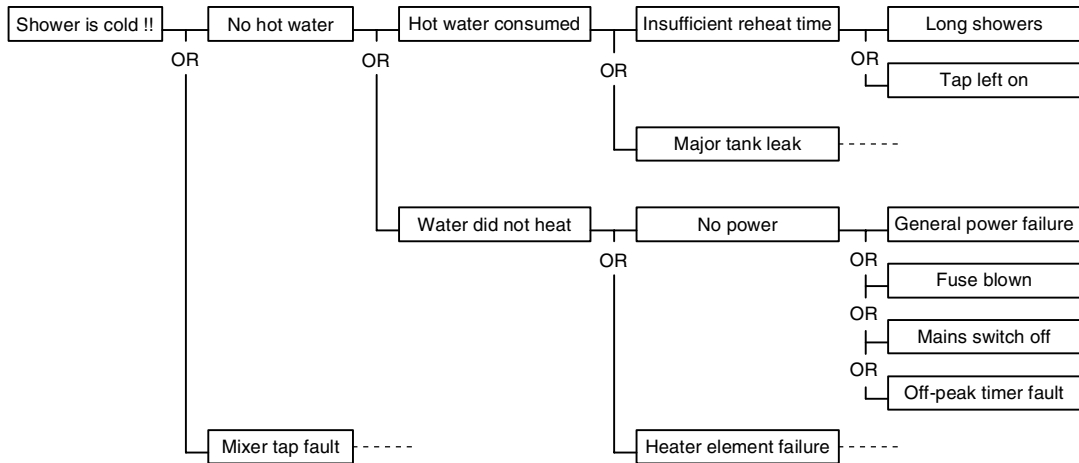 Shower is cold !!
No hot water
Hot water consumed
Insufficient reheat time
Long showers
OR
OR
OR
OR
Tap left on
Major tank leak
Water did not heat
No power
General power failure
OR
OR
Fuse blown
OR
Mains switch off
OR
Off-peak timer fault
Mixer tap fault
Heater element failure